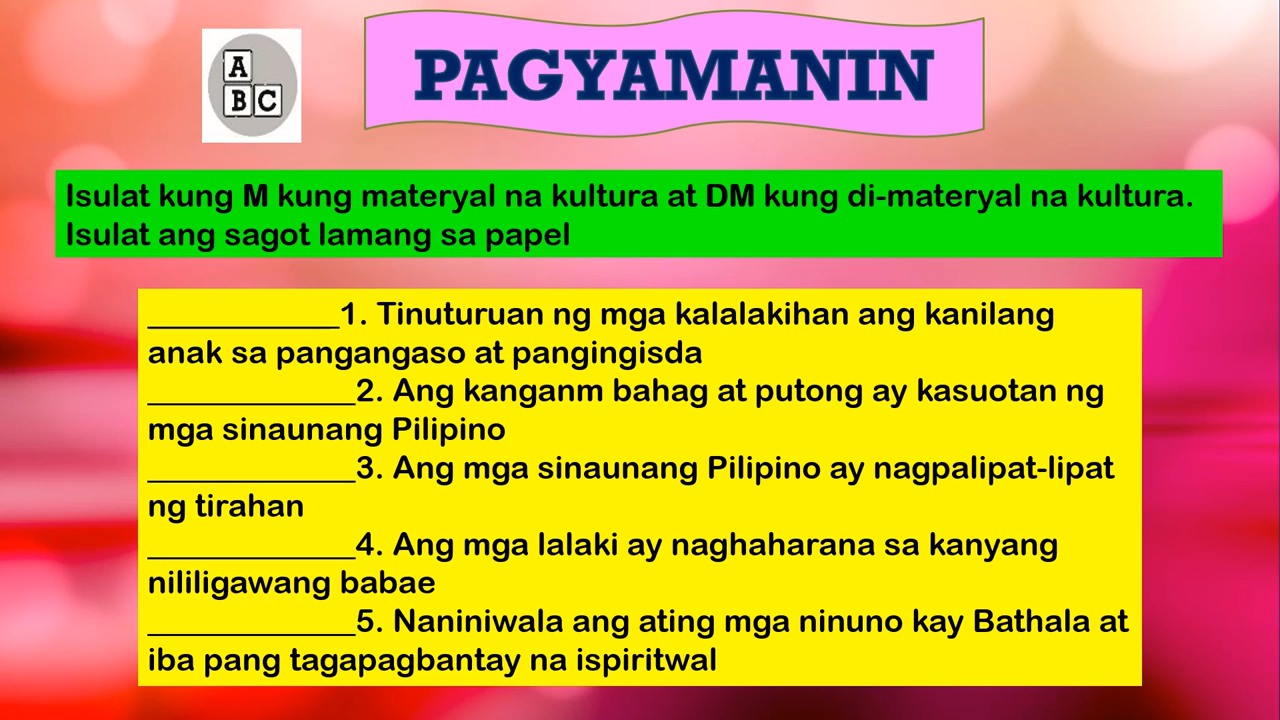 A
B C
PAGYAMANIN
Isulat kung M kung materyal na kultura at DM kung di-materyal na kultura.
Isulat ang sagot lamang sa papel
____________1. Tinuturuan ng mga kalalakihan ang kanilang
anak sa pangangaso at pangingisda
_____________2. Ang kanganm bahag at putong ay kasuotan ng
mga sinaunang Pilipino
_____________3. Ang mga sinaunang Pilipino ay nagpalipat-lipat
ng tirahan
_____________4. Ang mga lalaki ay naghaharana sa kanyang
nililigawang babae
_____________5. Naniniwala ang ating mga ninuno kay Bathala at
iba pang tagapagbantay na ispiritwal